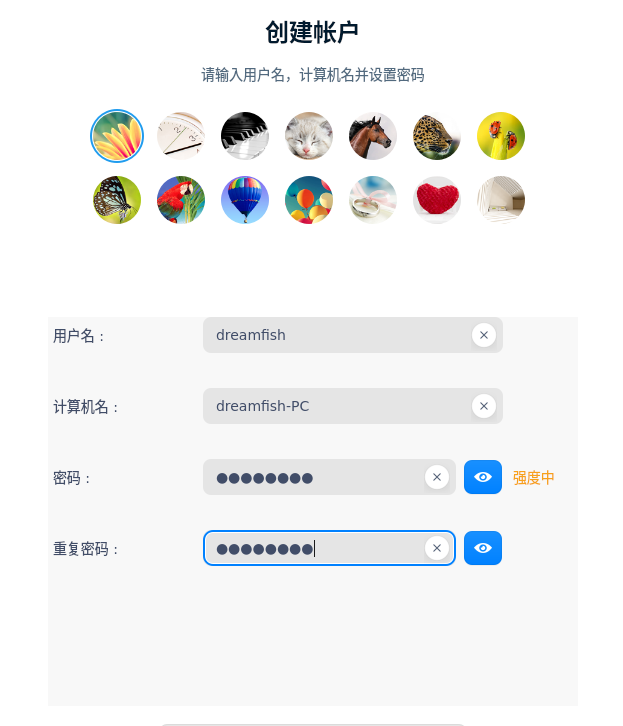 创建帐户
请输入用户名，计算机名并设置密码
用户名 : dreamfish
计算机名 : dreamfish-PC
密码 : ●●●●●●●● 强度中
重复密码 : ●●●●●●●●